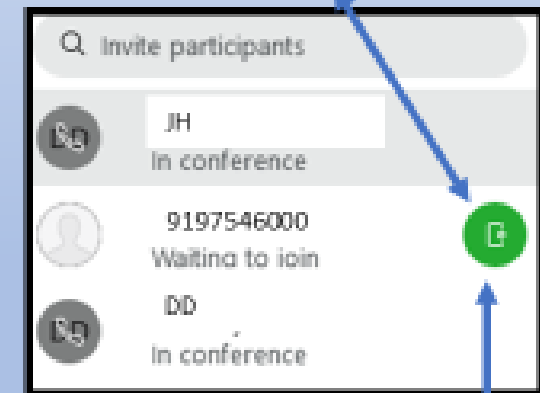 Invite participants
JH
In conference
9197546000
Waiting to join
DD
In conference